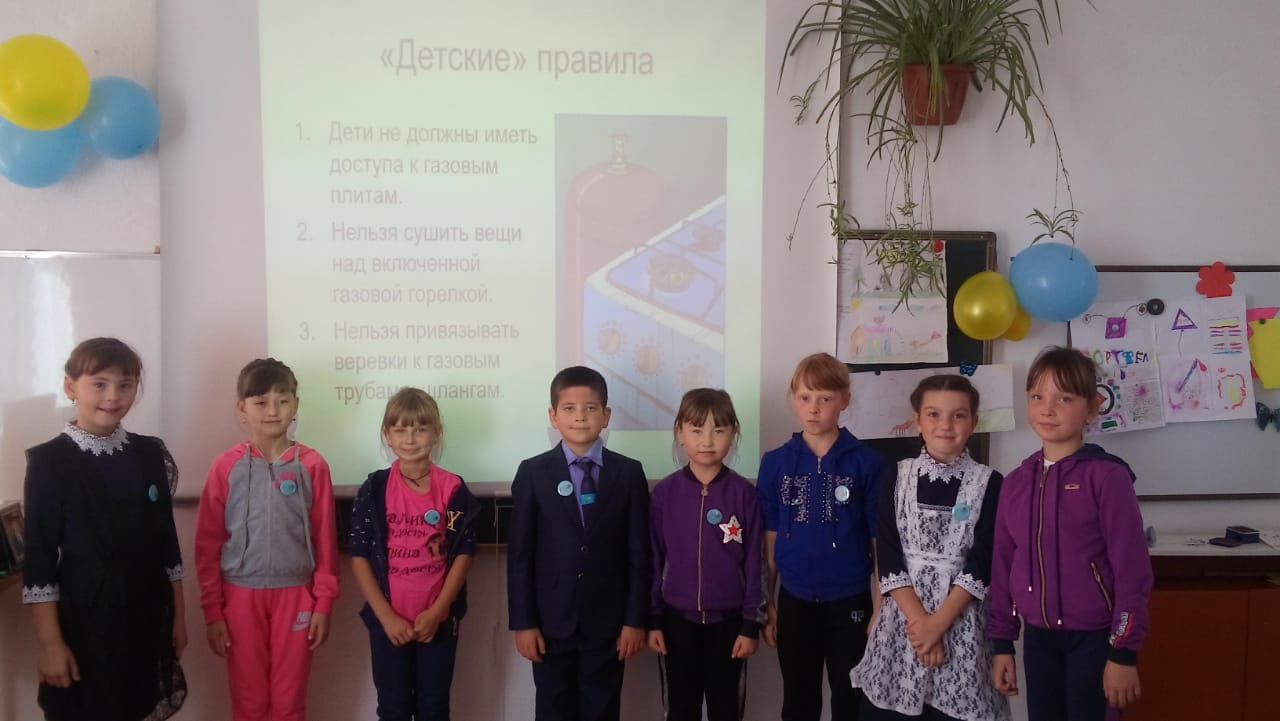 «Детские» правила
1. Дети не должны иметь
доступа к газовым
плитам.
2. Нельзя сушить вещи
над включенной
газовой горелкой.
3. Нельзя привязывать
веревки к газовым
шлангам.